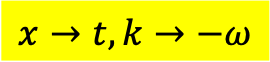 𝑥 → 𝑡, 𝑘 → −𝜔